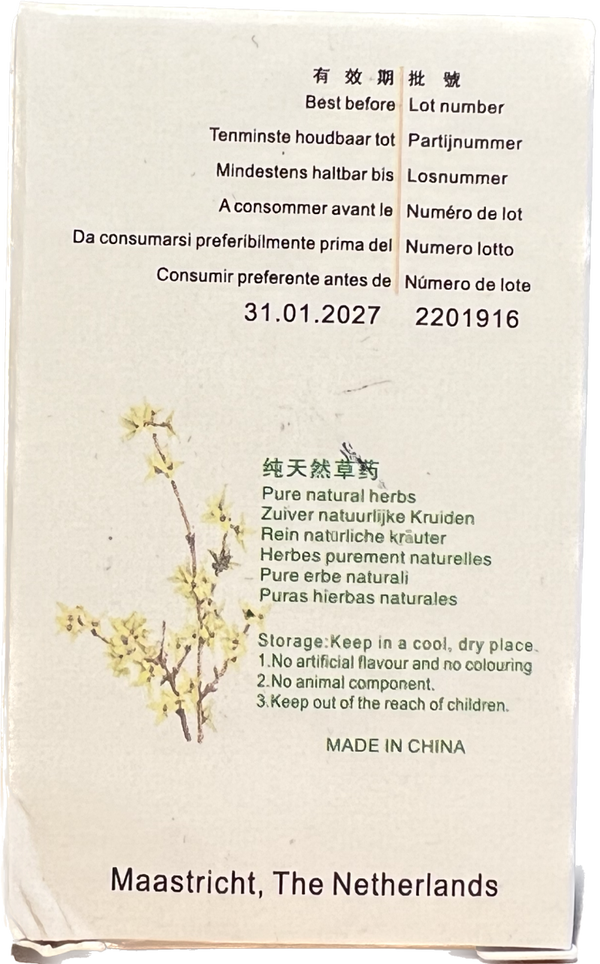 有效期 批號
Best before Lot number
Tenminste houdbaar tot Partijnummer
Mindestens haltbar bis Losnummer
A consommer avant le Numéro de lot
Da consumarsi preferibilmente prima del Numero lotto
Consumir preferente antes de Número de lote
31.01.2027 2201916
纯天然草药
Pure natural herbs
Zuiver natuurlijke Kruiden
Rein natürliche kräuter
Herbes purement naturelles
Pure erbe naturali
Puras hierbas naturales
Storage:Keep in a cool, dry place.
1.No artificial flavour and no colouring
2.No animal component.
3.Keep out of the reach of children.
MADE IN CHINA
Maastricht, The Netherlands